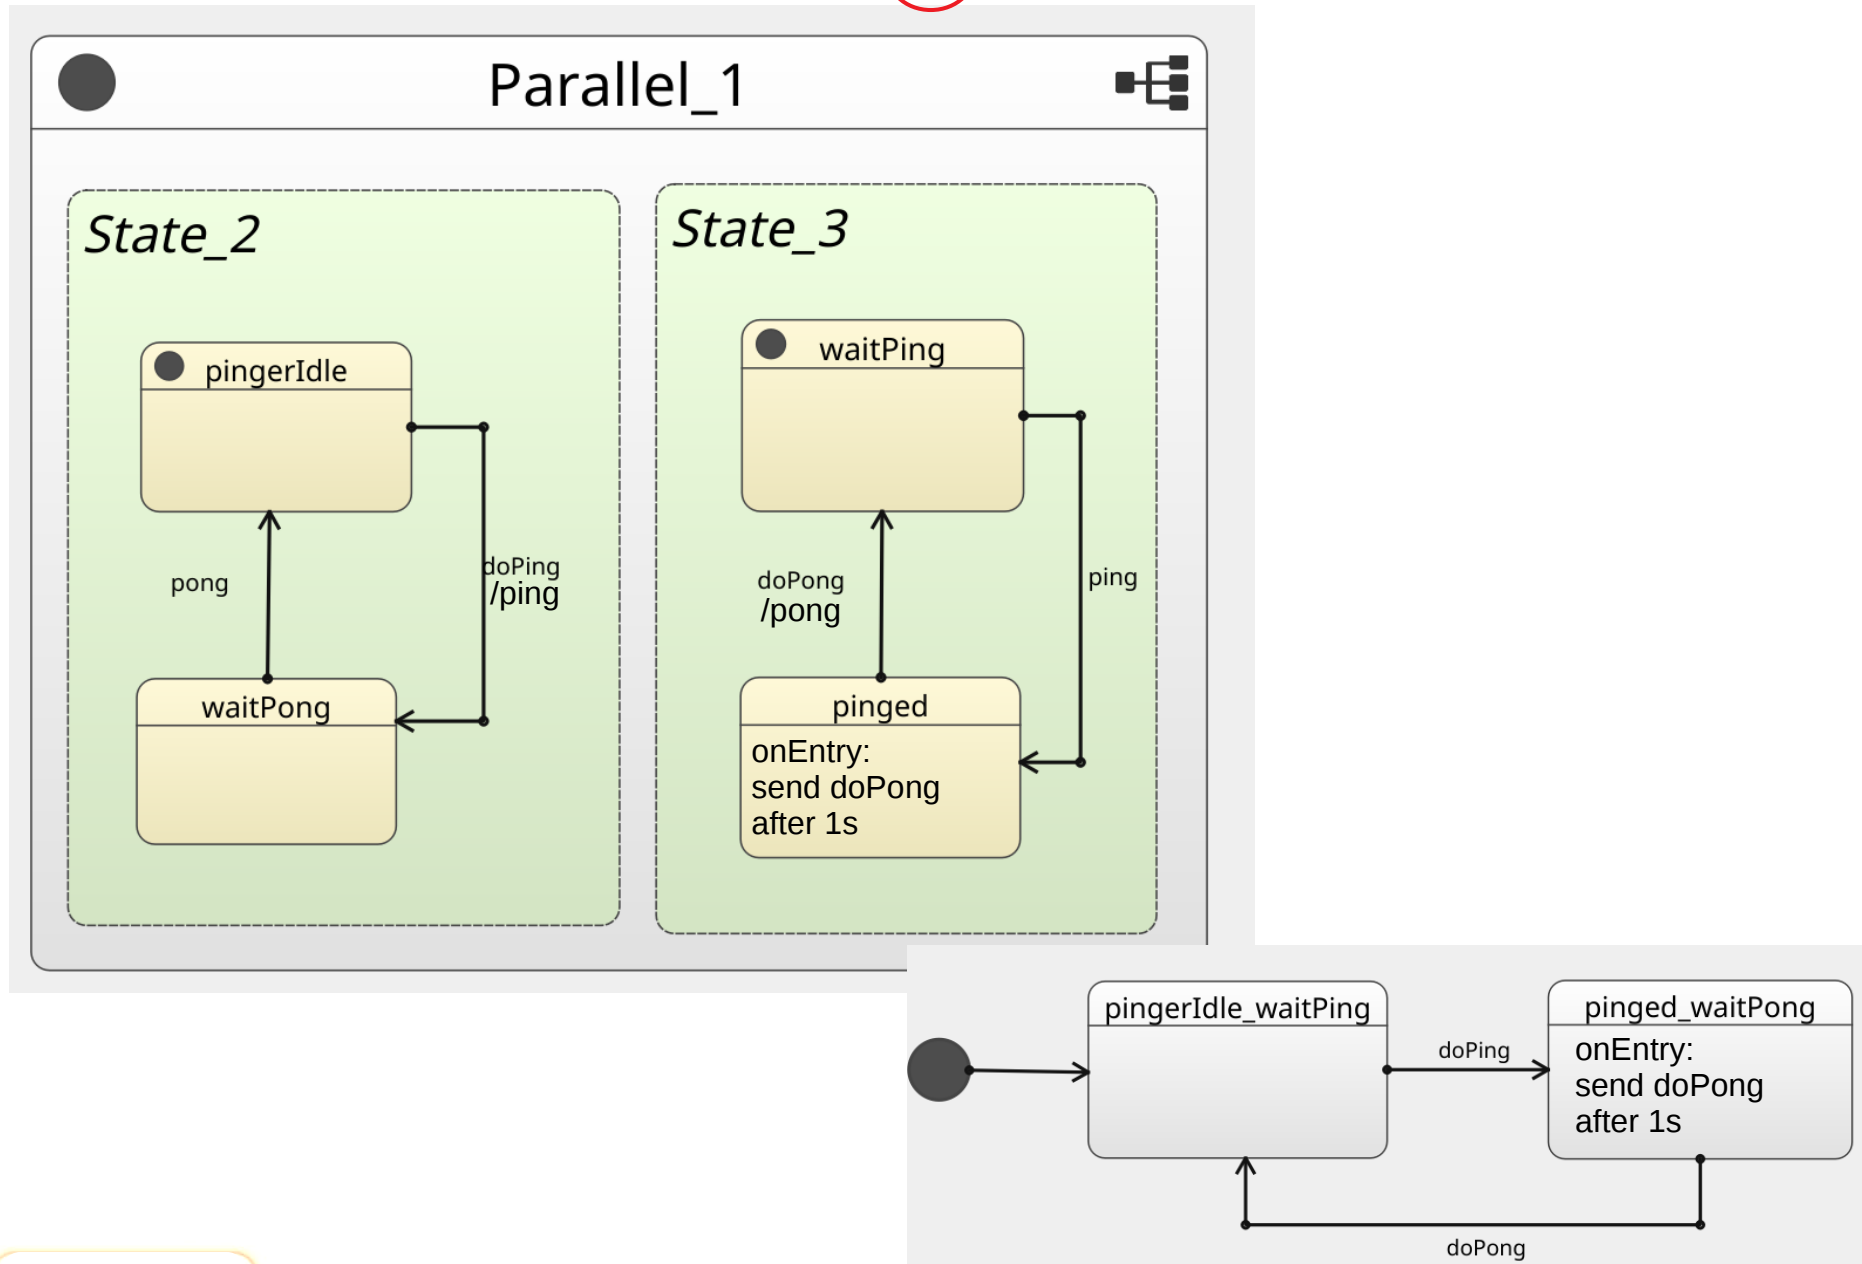 Parallel_1
State_2
pingerIdle
pong
doPing
/ping
waitPong
State_3
waitPing
doPong
/pong
ping
pinged
onEntry:
send doPong
after 1s
pingerIdle_waitPing
doPing
pinged_waitPong
onEntry:
send doPong
after 1s
doPong